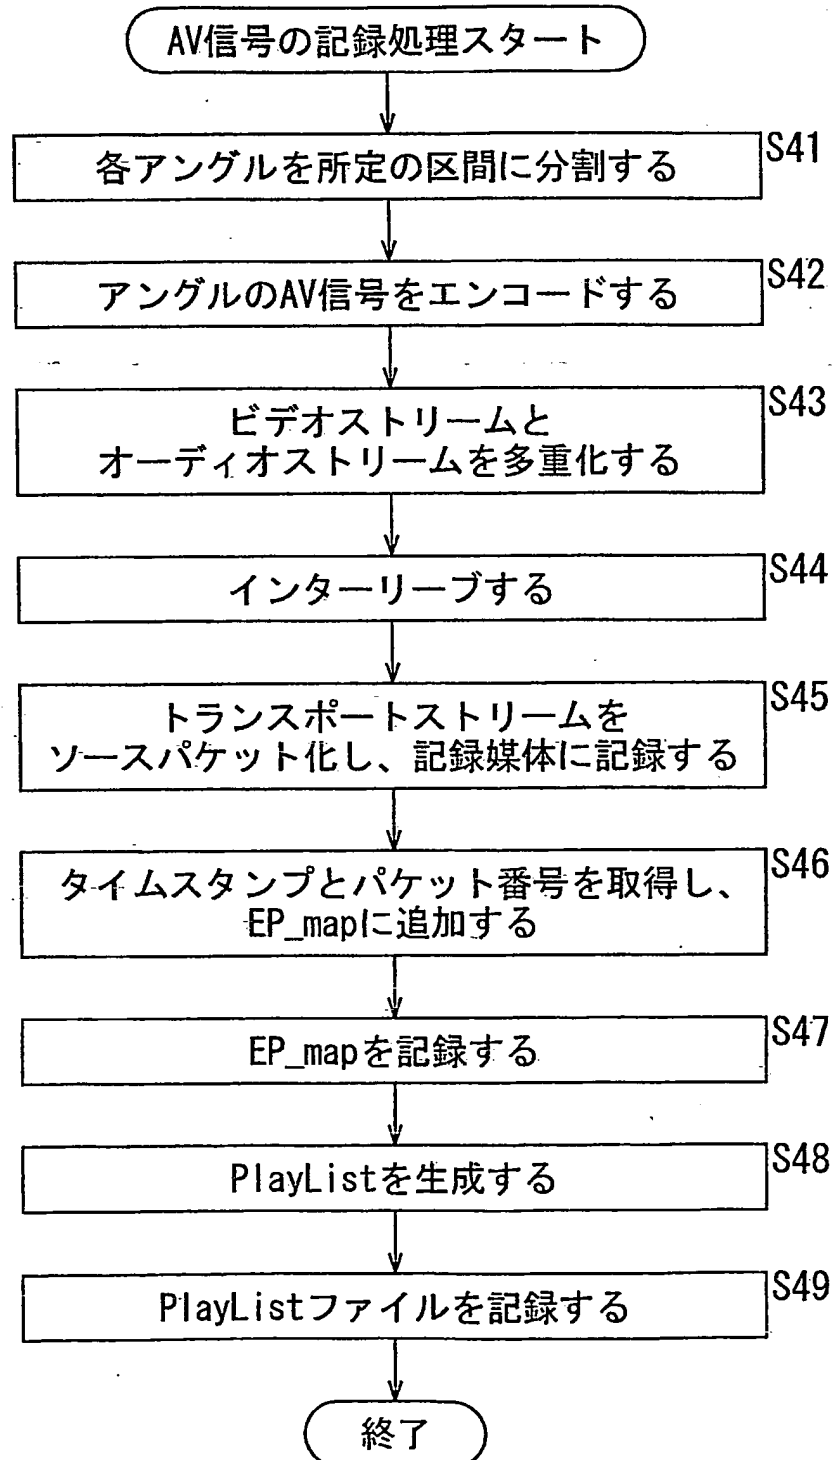 AV信号の記録処理スタート
S41
各アングルを所定の区間に分割する
S42
アングルのAV信号をエンコードする
S43
ビデオストリームと
オーディオストリームを多重化する
S44
インターリーブする
S45
トランスポートストリームを
ソースパケット化し、記録媒体に記録する
S46
タイムスタンプとパケット番号を取得し、
EP_mapに追加する
S47
EP_mapを記録する
S48
PlayListを生成する
S49
PlayListファイルを記録する
終了